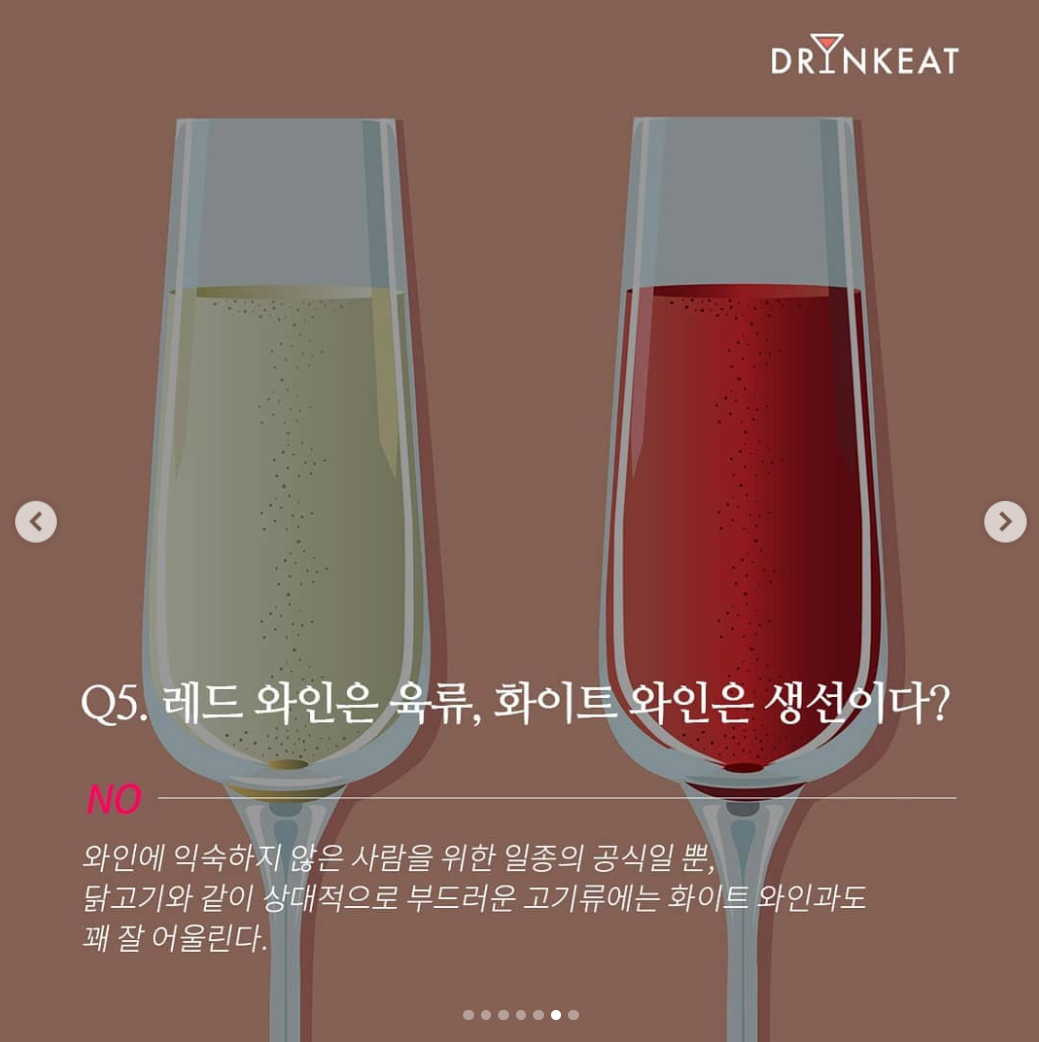 DRINKEAT
Q5. 레드 와인은 육류, 화이트 와인은 생선이다?
NO
와인에 익숙하지 않은 사람을 위한 일종의 공식일 뿐,
닭고기와 같이 상대적으로 부드러운 고기류에는 화이트 와인과도
꽤 잘 어울린다.